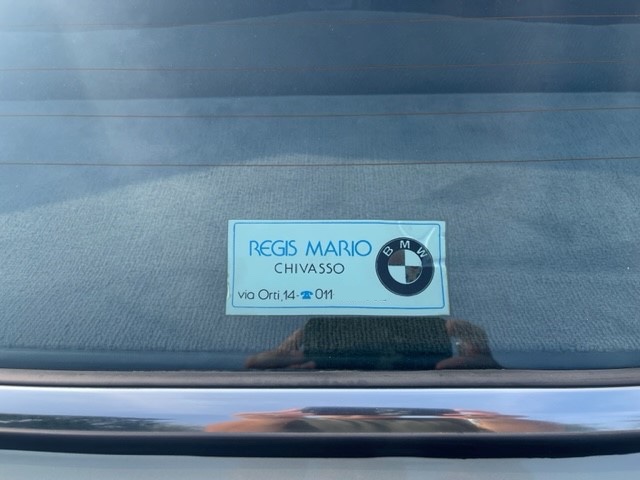 REGIS MARIO
CHIVASSO
via Orti,14-☎011
BMW